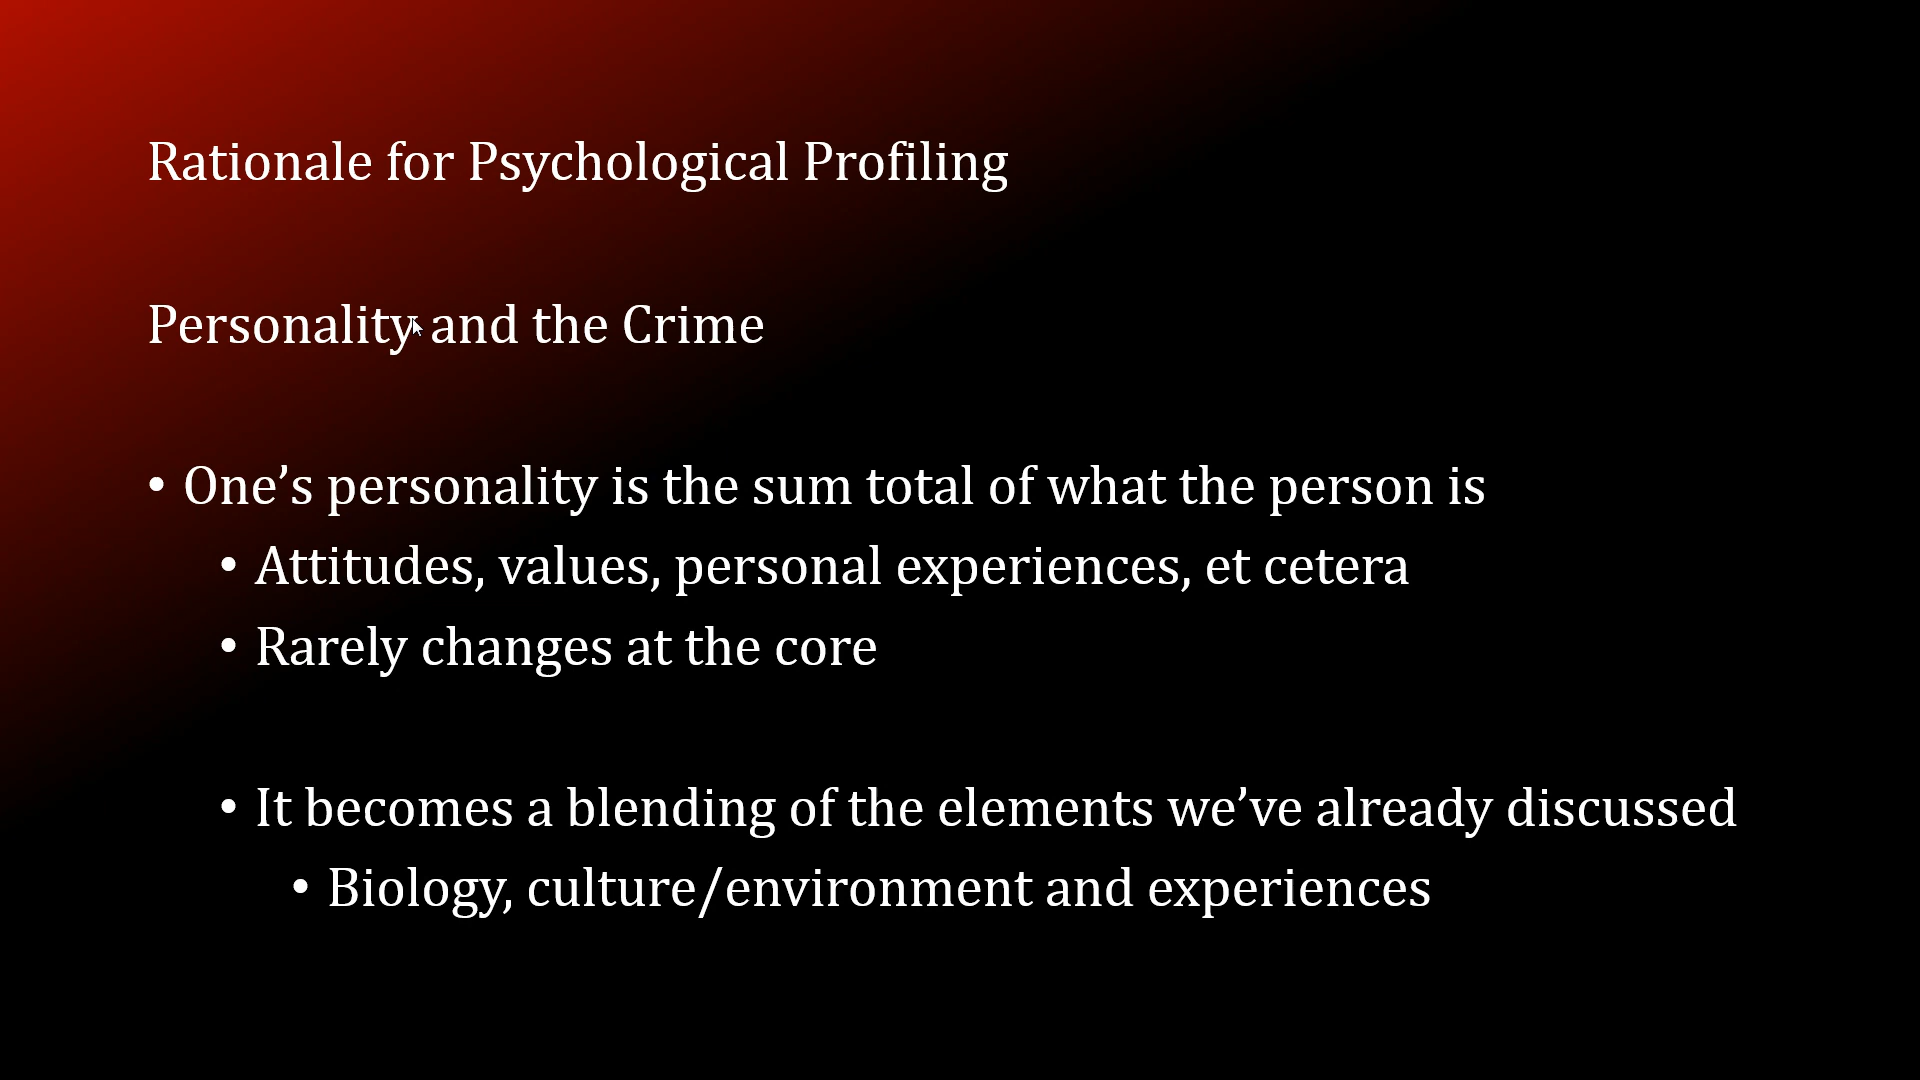 Rationale for Psychological Profiling
Personality and the Crime
• One’s personality is the sum total of what the person is
• Attitudes, values, personal experiences, et cetera
• Rarely changes at the core
• It becomes a blending of the elements we’ve already discussed
• Biology, culture/environment and experiences